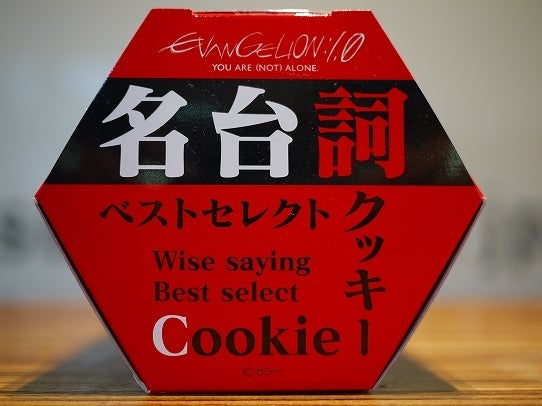 EVANGELION:1.0
YOU ARE (NOT) ALONE.
名台詞
ベストセレクト
クッキー
Wise saying
Best select
Cookie
©カラー